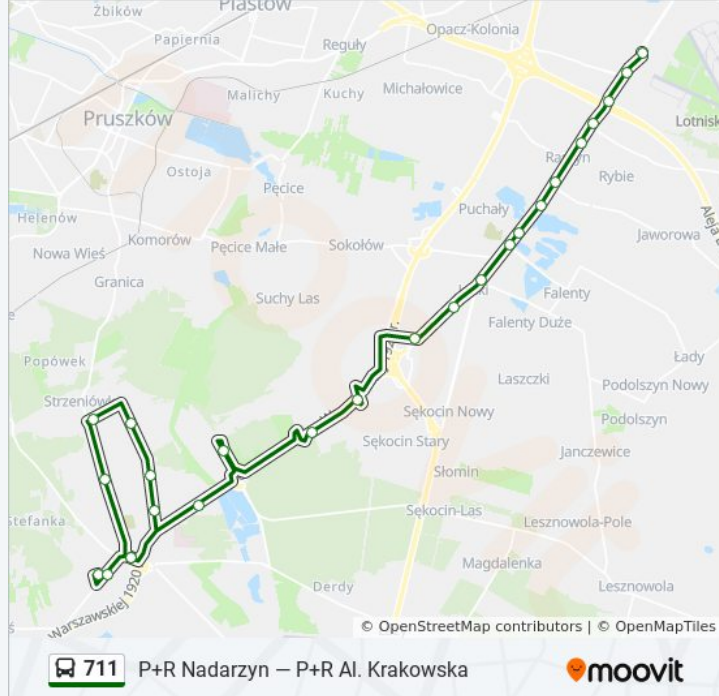 Piastów
Żbików
Papiernia
Reguły
Opacz-Kolonia
Malichy
Kuchy
Michałowice
Pruszków
Lotnisk
Raszyn
Ostoja
Rybie
Pęcice
Puchały
Helenów
Aleja
Komorów
Pęcice Małe
Sokołów
Jaworowa
Nowa Wieś
Granica
Suchy Las
Falenty
Falenty Duże
Popówek
Łady
Laszczki
Podolszyn Nowy
Strzeniówka
Sękocin Nowy
Podolszyn
Sękocin Stary
Janczewice
Słomin
Stefanka
Sękocin-Las
Lesznowola-Pole
Magdalenka
Derdy
Lesznowola
Warszawskiej 1920
© OpenStreetMap contributors | © OpenMapTiles
711 P+R Nadarzyn — P+R Al. Krakowska
moovit